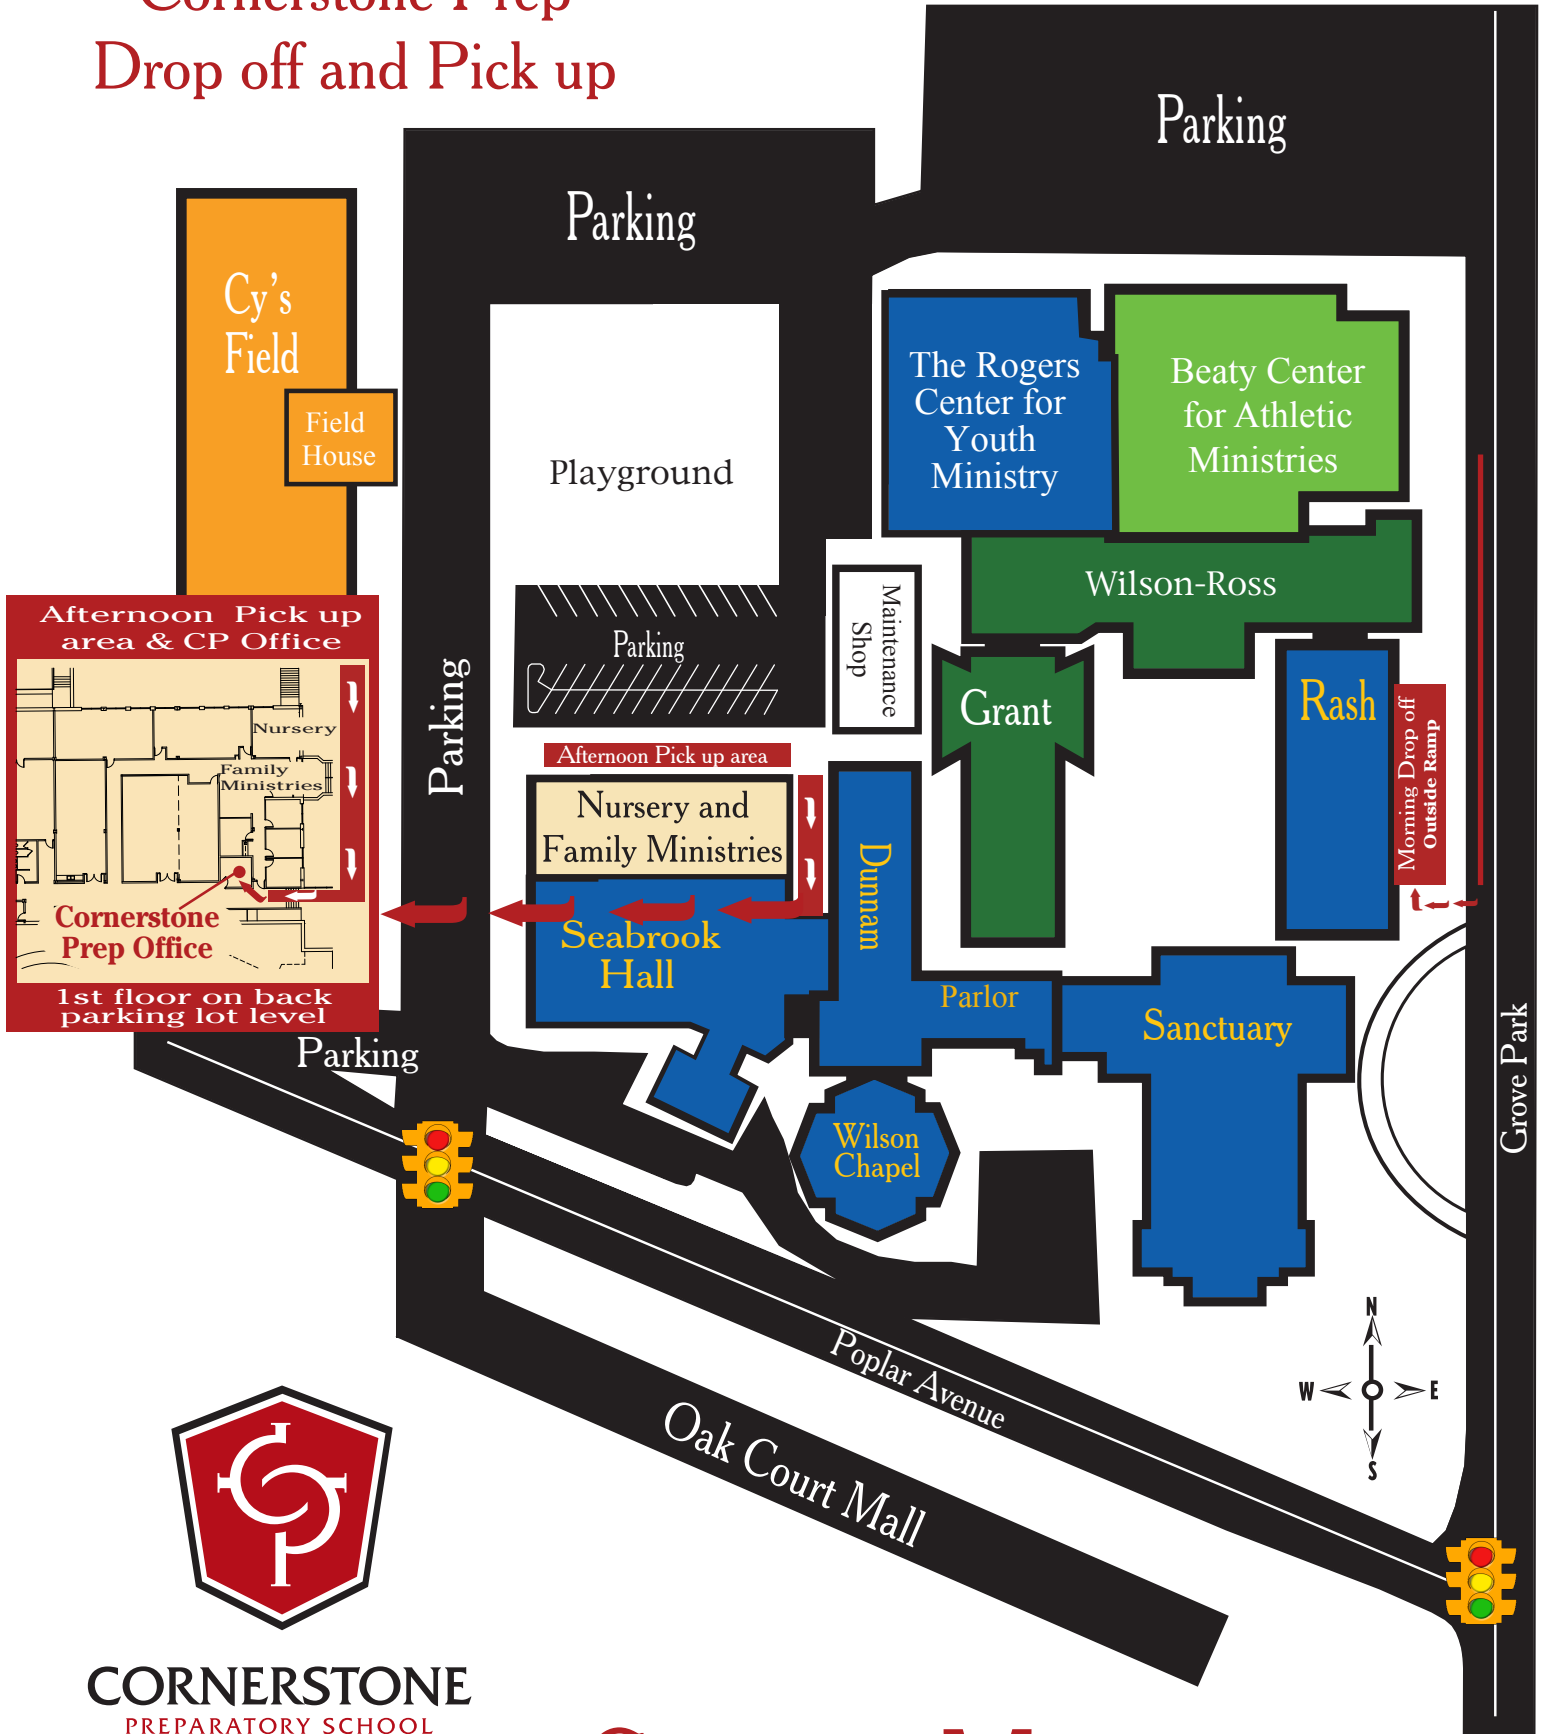 Cornerstone Prep
Drop off and Pick up
Parking
Parking
Cy's
Field
Field
House
Playground
The Rogers
Center for
Youth
Ministry
Beaty Center
for Athletic
Ministries
Wilson-Ross
Maintenance
Shop
Grant
Rash
Morning Drop off
Outside Ramp
Parking
Parking
Afternoon Pick up area
Nursery and
Family Ministries
Dunnam
Seabrook
Hall
Parlor
Sanctuary
Wilson
Chapel
Afternoon Pick up
area & CP Office
Nursery
Family
Ministries
Cornerstone
Prep Office
1st floor on back
parking lot level
Parking
Grove Park
Poplar Avenue
Oak Court Mall
N
W
E
S
CORNERSTONE
PREPARATORY SCHOOL